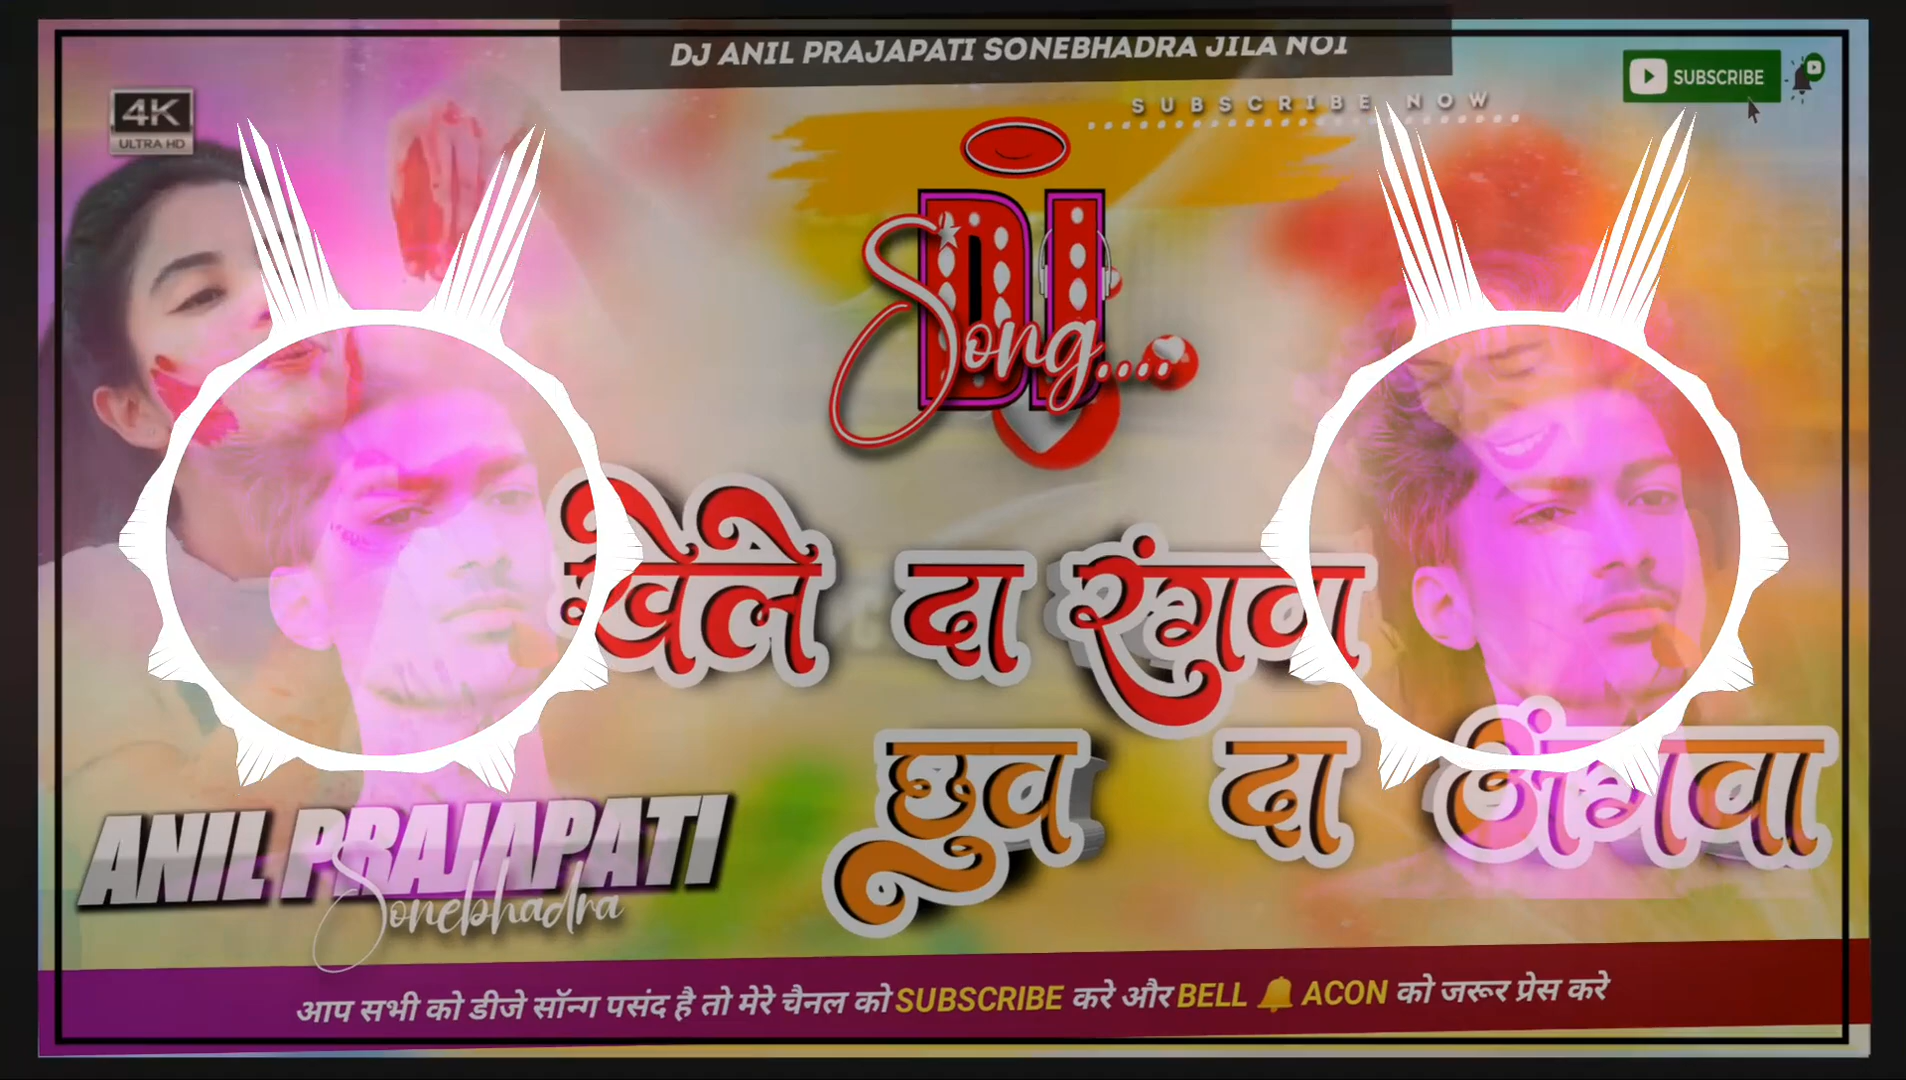 DJ ANIL PRAJAPATI SONEBHADRA JILA NO1
4K
ULTRA HD
SUBSCRIBE
SUBSCRIBE NOW
DJ
Song....
खेले दा रंगुवा
छुव दा अंगवा
ANIL PRAJAPATI
Sonebhadra
आप सभी को डीजे सॉन्ग पसंद है तो मेरे चैनल को SUBSCRIBE करे और BELL 🔔 ACON को जरूर प्रेस करे